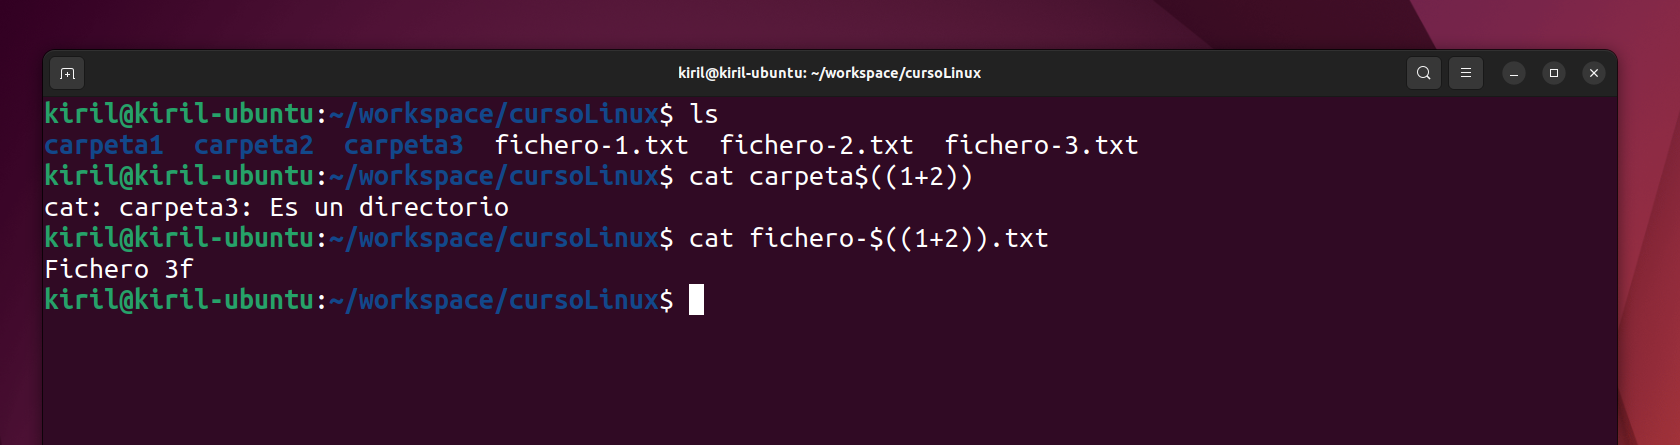 kiril@kiril-ubuntu: ~/workspace/cursoLinux
kiril@kiril-ubuntu:~/workspace/cursoLinux$ ls
carpeta1  carpeta2  carpeta3  fichero-1.txt  fichero-2.txt  fichero-3.txt
kiril@kiril-ubuntu:~/workspace/cursoLinux$ cat carpeta$((1+2))
cat: carpeta3: Es un directorio
kiril@kiril-ubuntu:~/workspace/cursoLinux$ cat fichero-$((1+2)).txt
Fichero 3f
kiril@kiril-ubuntu:~/workspace/cursoLinux$